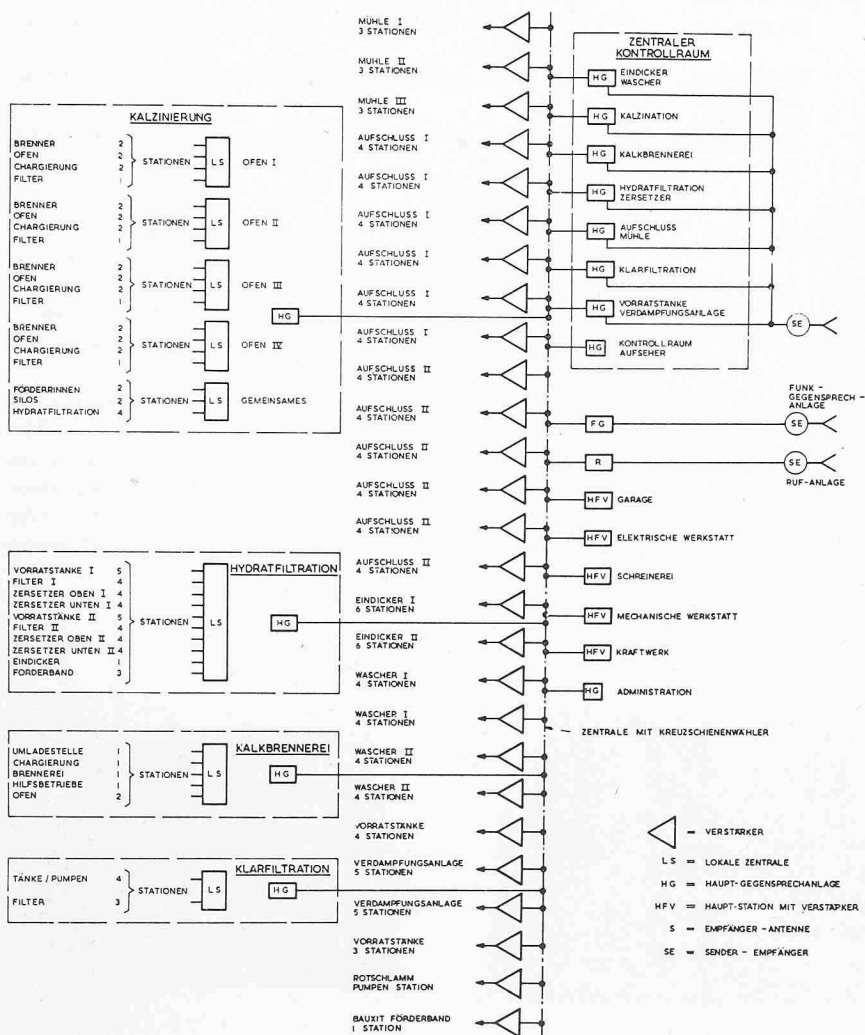 KALZINIERUNG
BRENNER 2
OFEN 2
CHARGIERUNG 2
FILTER 1
STATIONEN
LS
OFEN I
BRENNER 2
OFEN 2
CHARGIERUNG 2
FILTER 1
STATIONEN
LS
OFEN II
BRENNER 2
OFEN 2
CHARGIERUNG 2
FILTER 1
STATIONEN
LS
OFEN III
HG
BRENNER 2
OFEN 2
CHARGIERUNG 2
FILTER 1
STATIONEN
LS
OFEN IV
FÖRDERRINNEN 2
SILOS 2
HYDRATFILTRATION 4
STATIONEN
LS
GEMEINSAMES
HYDRATFILTRATION
VORRATSTANKE I 5
FILTER I 4
ZERSETZER OBEN I 4
ZERSETZER UNTEN I 4
VORRATSTÄNKE II 5
FILTER II 4
ZERSETZER OBEN II 4
ZERSETZER UNTEN II 4
EINDICKER 1
FORDERBAND 3
STATIONEN
LS
HG
KALKBRENNEREI
UMLADESTELLE 1
CHARGIERUNG 1
BRENNEREI 1
HILFSBETRIEBE 1
OFEN 2
STATIONEN
LS
HG
KLARFILTRATION
TÄNKE / PUMPEN 4
FILTER 3
STATIONEN
LS
HG
MÜHLE I
3 STATIONEN
MUHLE II
3 STATIONEN
MUHLE III
3 STATIONEN
AUFSCHLUSS I
4 STATIONEN
AUFSCHLUSS I
4 STATIONEN
AUFSCHLUSS I
4 STATIONEN
AUFSCHLUSS I
4 STATIONEN
AUFSCHLUSS I
4 STATIONEN
AUFSCHLUSS I
4 STATIONEN
AUFSCHLUSS II
4 STATIONEN
AUFSCHLUSS II
4 STATIONEN
AUFSCHLUSS II
4 STATIONEN
AUFSCHLUSS II
4 STATIONEN
AUFSCHLUSS II
4 STATIONEN
AUFSCHLUSS II
4 STATIONEN
EINDICKER I
6 STATIONEN
EINDICKER II
6 STATIONEN
WASCHER I
4 STATIONEN
WASCHER I
4 STATIONEN
WASCHER II
4 STATIONEN
WASCHER II
4 STATIONEN
VORRATSTANKE
4 STATIONEN
VERDAMPFUNGSANLAGE
5 STATIONEN
VERDAMPFUNGSANLAGE
5 STATIONEN
VORRATSTÄNKE
3 STATIONEN
ROTSCHLAMM
PUMPEN STATION
BAUXIT FÖRDERBAND
1 STATION
ZENTRALER
KONTROLLRAUM
HG EINDICKER
WASCHER
HG KALZINATION
HG KALKBRENNEREI
HG HYDRATFILTRATION
ZERSETZER
HG AUFSCHLUSS
MÜHLE
HG KLARFILTRATION
HG VORRATSTÄNKE
VERDAMPFUNGSANLAGE
SE
HG KONTROLLRAUM
AUFSEHER
FUNK-
GEGENSPRECH-
ANLAGE
FG
SE
R
SE
RUF-ANLAGE
HFV GARAGE
HFV ELEKTRISCHE WERKSTATT
HFV SCHREINEREI
HFV MECHANISCHE WERKSTATT
HFV KRAFTWERK
HG ADMINISTRATION
ZENTRALE MIT KREUZSCHIENENWÄHLER
= VERSTÄRKER
LS = LOKALE ZENTRALE
HG = HAUPT-GEGENSPRECHANLAGE
HFV = HAUPT-STATION MIT VERSTÄRKER
S = EMPFÄNGER-ANTENNE
SE = SENDER - EMPFÄNGER